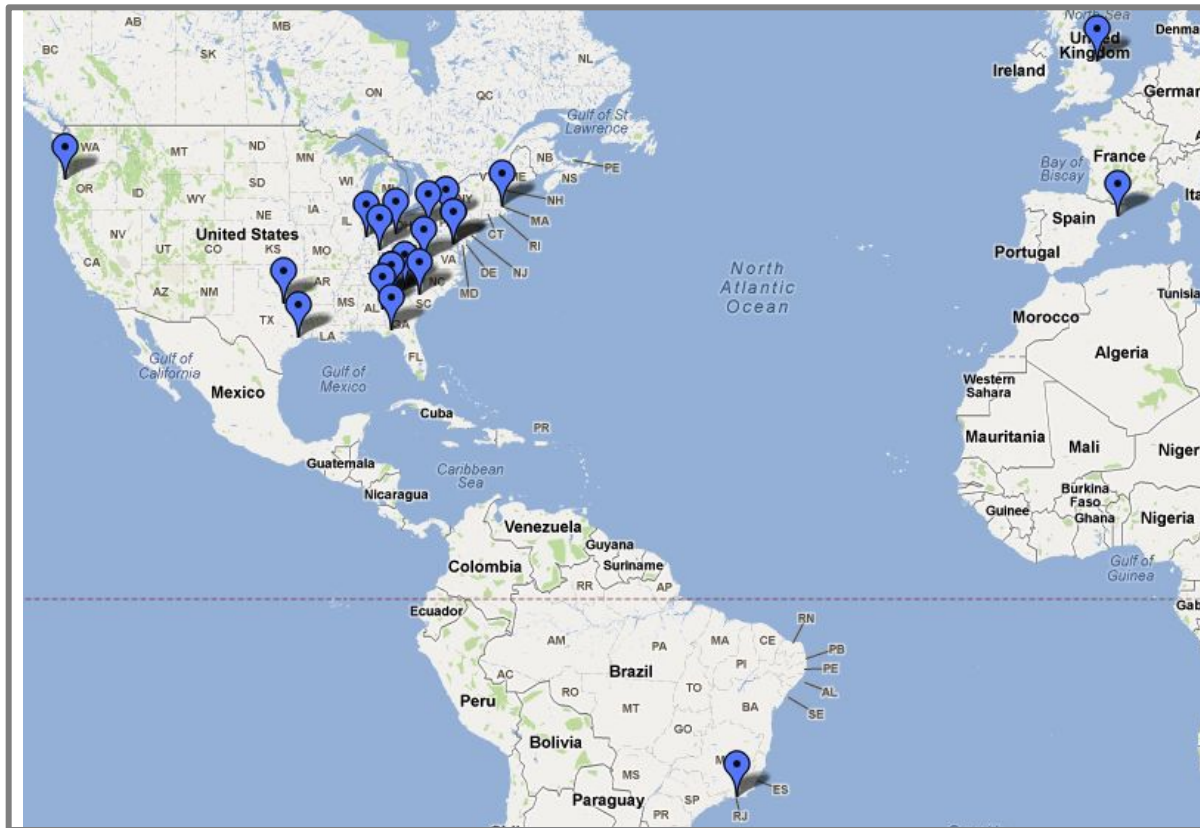 AB
MB
BC
SK
NL
ON
QC
Gulf of St
Lawrence
NB
PE
NS
WA
MT
ND
MN
OR
ID
SD
WI
MI
WY
NE
IA
IL
NV
UT
CO
United States
KS
MO
CA
AZ
NM
AR
TX
MS
AL
LA
GA
SC
NC
VA
FL
NY
NH
MA
CT
RI
NJ
DE
MD
Gulf of
California
Gulf of
Mexico
Mexico
Cuba
PR
Guatemala
Caribbean
Sea
Nicaragua
North
Atlantic
Ocean
North Sea
United
Kingdom
Ireland
Denma
German
France
Bay of
Biscay
Ita
Spain
Portugal
Tunisia
Morocco
Algeria
Western
Sahara
Mauritania
Mali
Niger
Burkina
Faso
Guinee
Ghana
Nigeria
Gulf of
Guinea
Gab
Venezuela
Guyana
Suriname
Colombia
RR
AP
Ecuador
AM
PA
MA
CE
RN
PB
PE
AL
SE
PI
Brazil
AC
RO
TO
MT
BA
Peru
GO
Bolivia
MS
ES
SP
RJ
PR
Paraguay